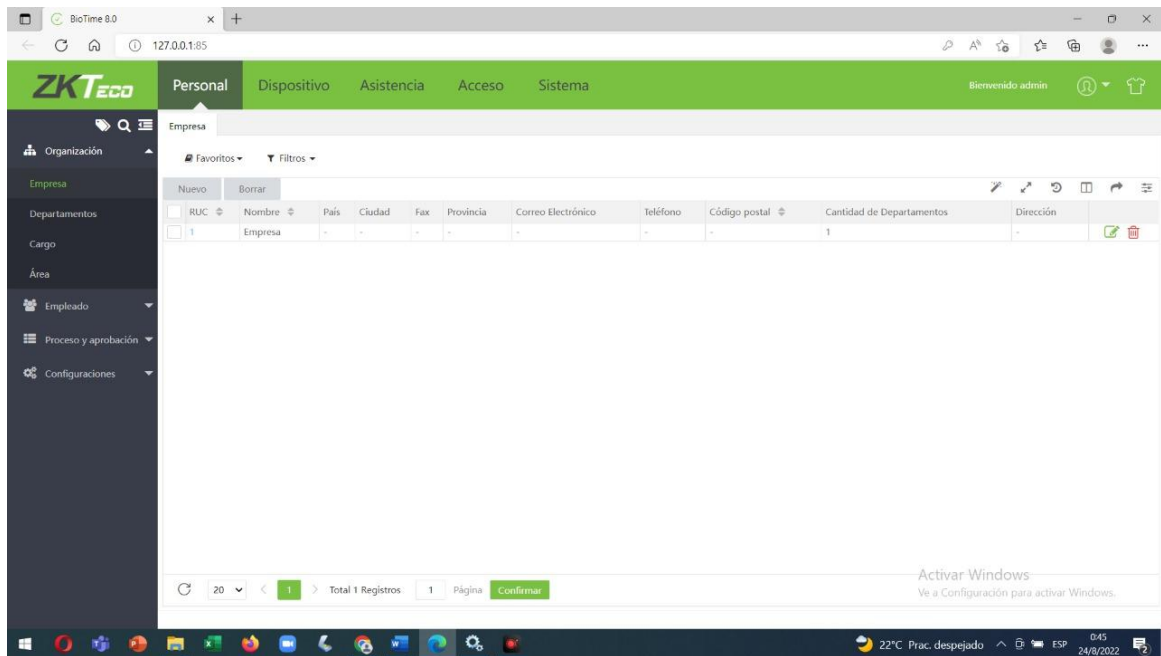 BioTime 8.0
127.0.0.1:85
ZKTeco
Personal Dispositivo Asistencia Acceso Sistema Bienvenido admin
Empresa
Organización
Favoritos Filtros
Empresa
Nuevo Borrar
Departamentos
RUC Nombre País Ciudad Fax Provincia Correo Electrónico Teléfono Código postal Cantidad de Departamentos Dirección
1 Empresa - - - - - - - 1 -
Cargo
Área
Empleado
Proceso y aprobación
Configuraciones
20 < 1 > Total 1 Registros 1 Página Confirmar
Activar Windows
Ve a Configuración para activar Windows.
22°C Prac. despejado ESP 0:45
24/8/2022 2